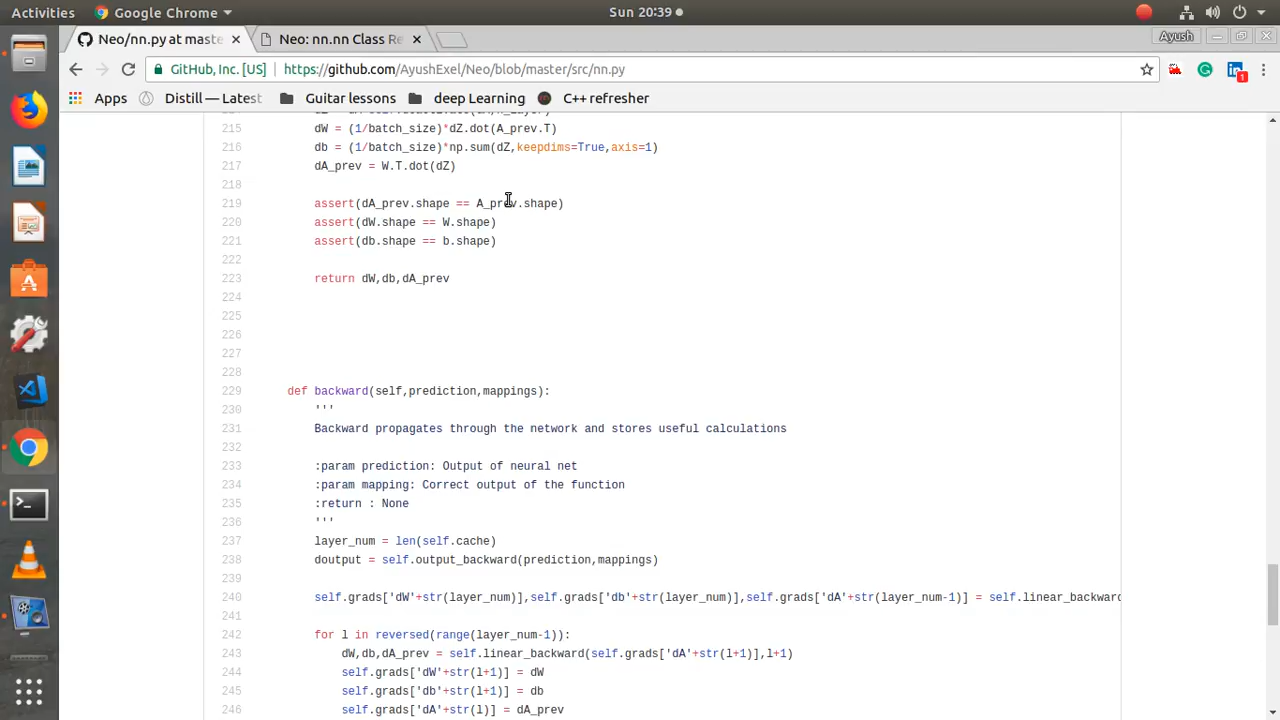 Activities Google Chrome Sun 20:39
Neo/nn.py at maste Neo: nn.nn Class Re Ayush
GitHub, Inc. [US] https://github.com/AyushExel/Neo/blob/master/src/nn.py 1
Apps Distill — Latest Guitar lessons deep Learning C++ refresher
215 dW = (1/batch_size)*dZ.dot(A_prev.T)
216 db = (1/batch_size)*np.sum(dZ,keepdims=True,axis=1)
217 dA_prev = W.T.dot(dZ)
218
219 assert(dA_prev.shape == A_prev.shape)
220 assert(dW.shape == W.shape)
221 assert(db.shape == b.shape)
222
223 return dW,db,dA_prev
224
225
226
227
228
229 def backward(self,prediction,mappings):
230 '''
231 Backward propagates through the network and stores useful calculations
232
233 :param prediction: Output of neural net
234 :param mapping: Correct output of the function
235 :return : None
236 '''
237 layer_num = len(self.cache)
238 doutput = self.output_backward(prediction,mappings)
239
240 self.grads['dW'+str(layer_num)],self.grads['db'+str(layer_num)],self.grads['dA'+str(layer_num-1)] = self.linear_backward
241
242 for l in reversed(range(layer_num-1)):
243 dW,db,dA_prev = self.linear_backward(self.grads['dA'+str(l+1)],l+1)
244 self.grads['dW'+str(l+1)] = dW
245 self.grads['db'+str(l+1)] = db
246 self.grads['dA'+str(l)] = dA_prev